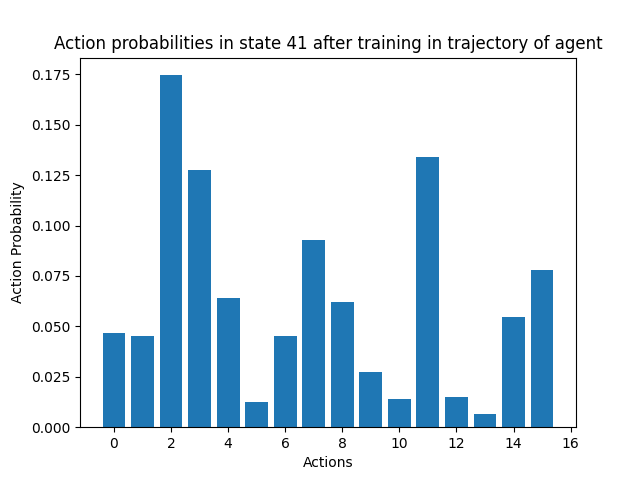 Action probabilities in state 41 after training in trajectory of agent
0.175
0.150
0.125
0.100
0.075
0.050
0.025
0.000
Action Probability
0 2 4 6 8 10 12 14 16
Actions